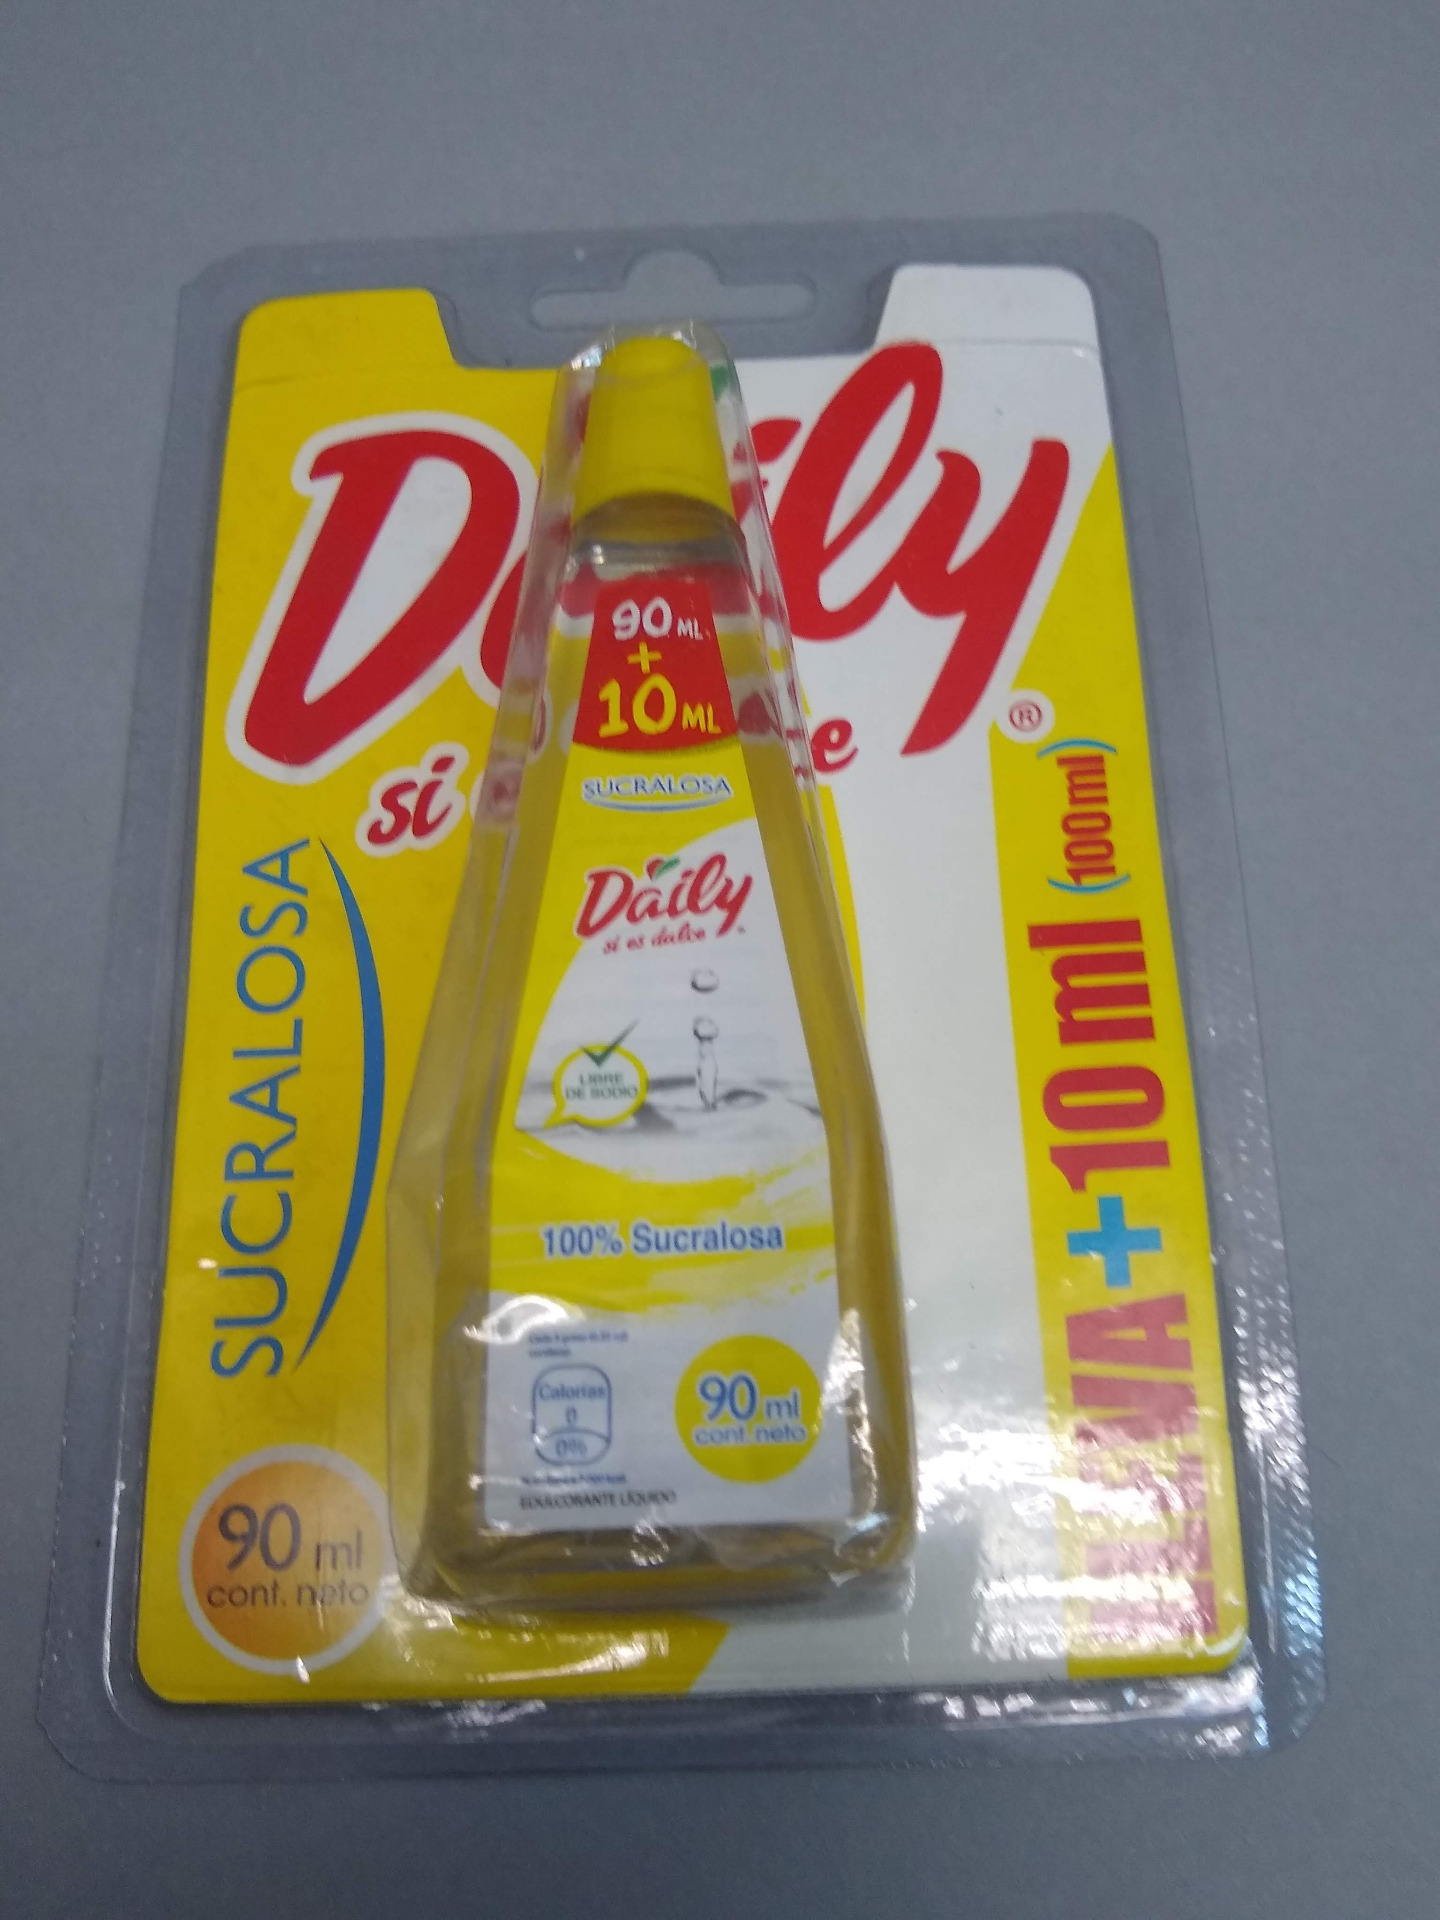 Daily
®
si
SUCRALOSA
90 ml
cont. neto
LLEVA+10 ml (100ml)
90 ML
+
10 ML
SUCRALOSA
Daily
si es dulce
LIBRE
DE SODIO
100% Sucralosa
Calorías
0
0%
90 ml
cont. neto
EDULCORANTE LÍQUIDO